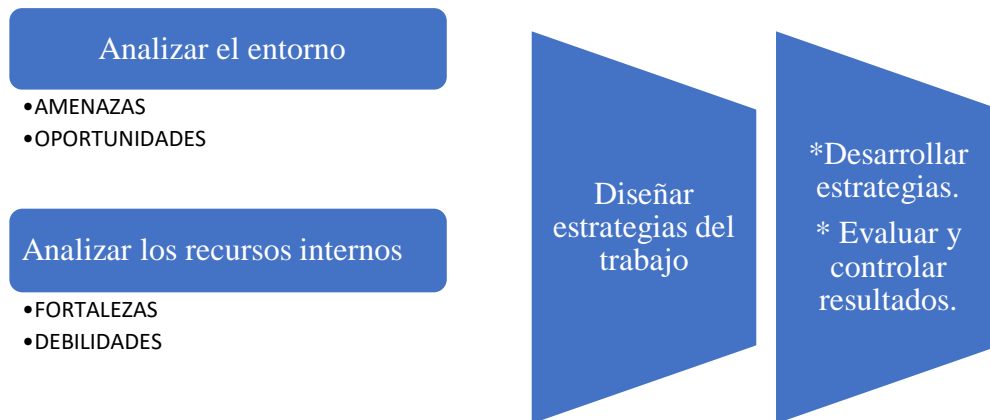 Analizar el entorno
•AMENAZAS
•OPORTUNIDADES
Analizar los recursos internos
•FORTALEZAS
•DEBILIDADES
Diseñar
estrategias del
trabajo
*Desarrollar
estrategias.
* Evaluar y
controlar
resultados.